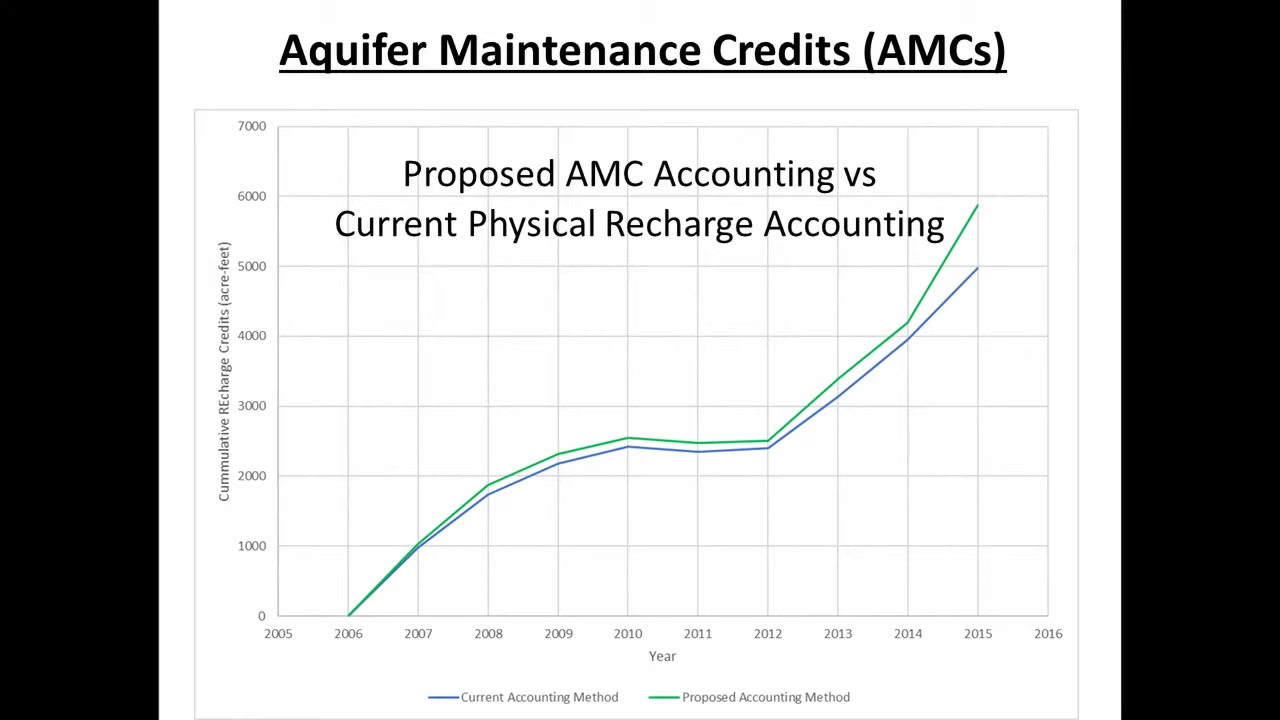 Aquifer Maintenance Credits (AMCs)
Proposed AMC Accounting vs
Current Physical Recharge Accounting
7000
6000
5000
4000
3000
2000
1000
0
Cummulative REcharge Credits (acre-feet)
2005 2006 2007 2008 2009 2010 2011 2012 2013 2014 2015 2016
Year
Current Accounting Method Proposed Accounting Method